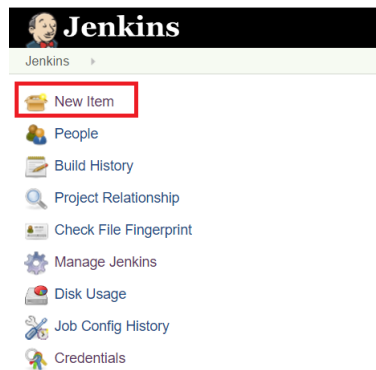 Jenkins
Jenkins
New Item
People
Build History
Project Relationship
Check File Fingerprint
Manage Jenkins
Disk Usage
Job Config History
Credentials